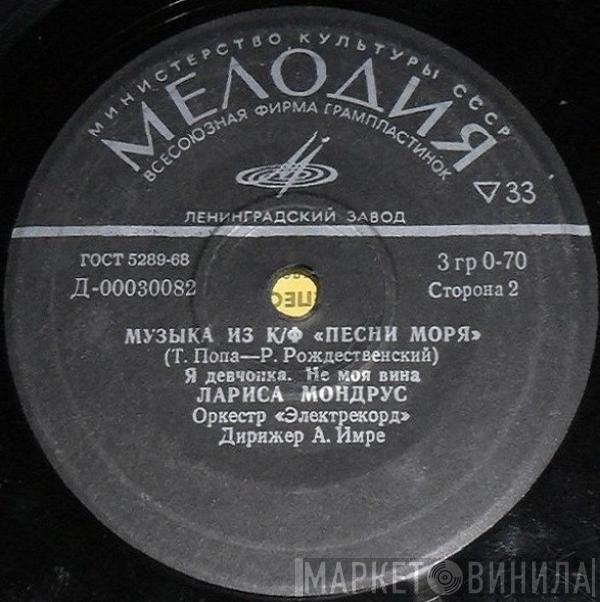 МИНИСТЕРСТВО КУЛЬТУРЫ СССР
МЕЛОДИЯ
ВСЕСОЮЗНАЯ ФИРМА ГРАМПЛАСТИНОК
▽33
ЛЕНИНГРАДСКИЙ ЗАВОД
ГОСТ 5289-68
3 гр 0-70
Д-00030082
Сторона 2
МУЗЫКА ИЗ К/Ф «ПЕСНИ МОРЯ»
(Т. Попа—Р. Рождественский)
Я девчонка. Не моя вина
ЛАРИСА МОНДРУС
Оркестр «Электрекорд»
Дирижер А. Имре
МАРКЕТ ВИНИЛА